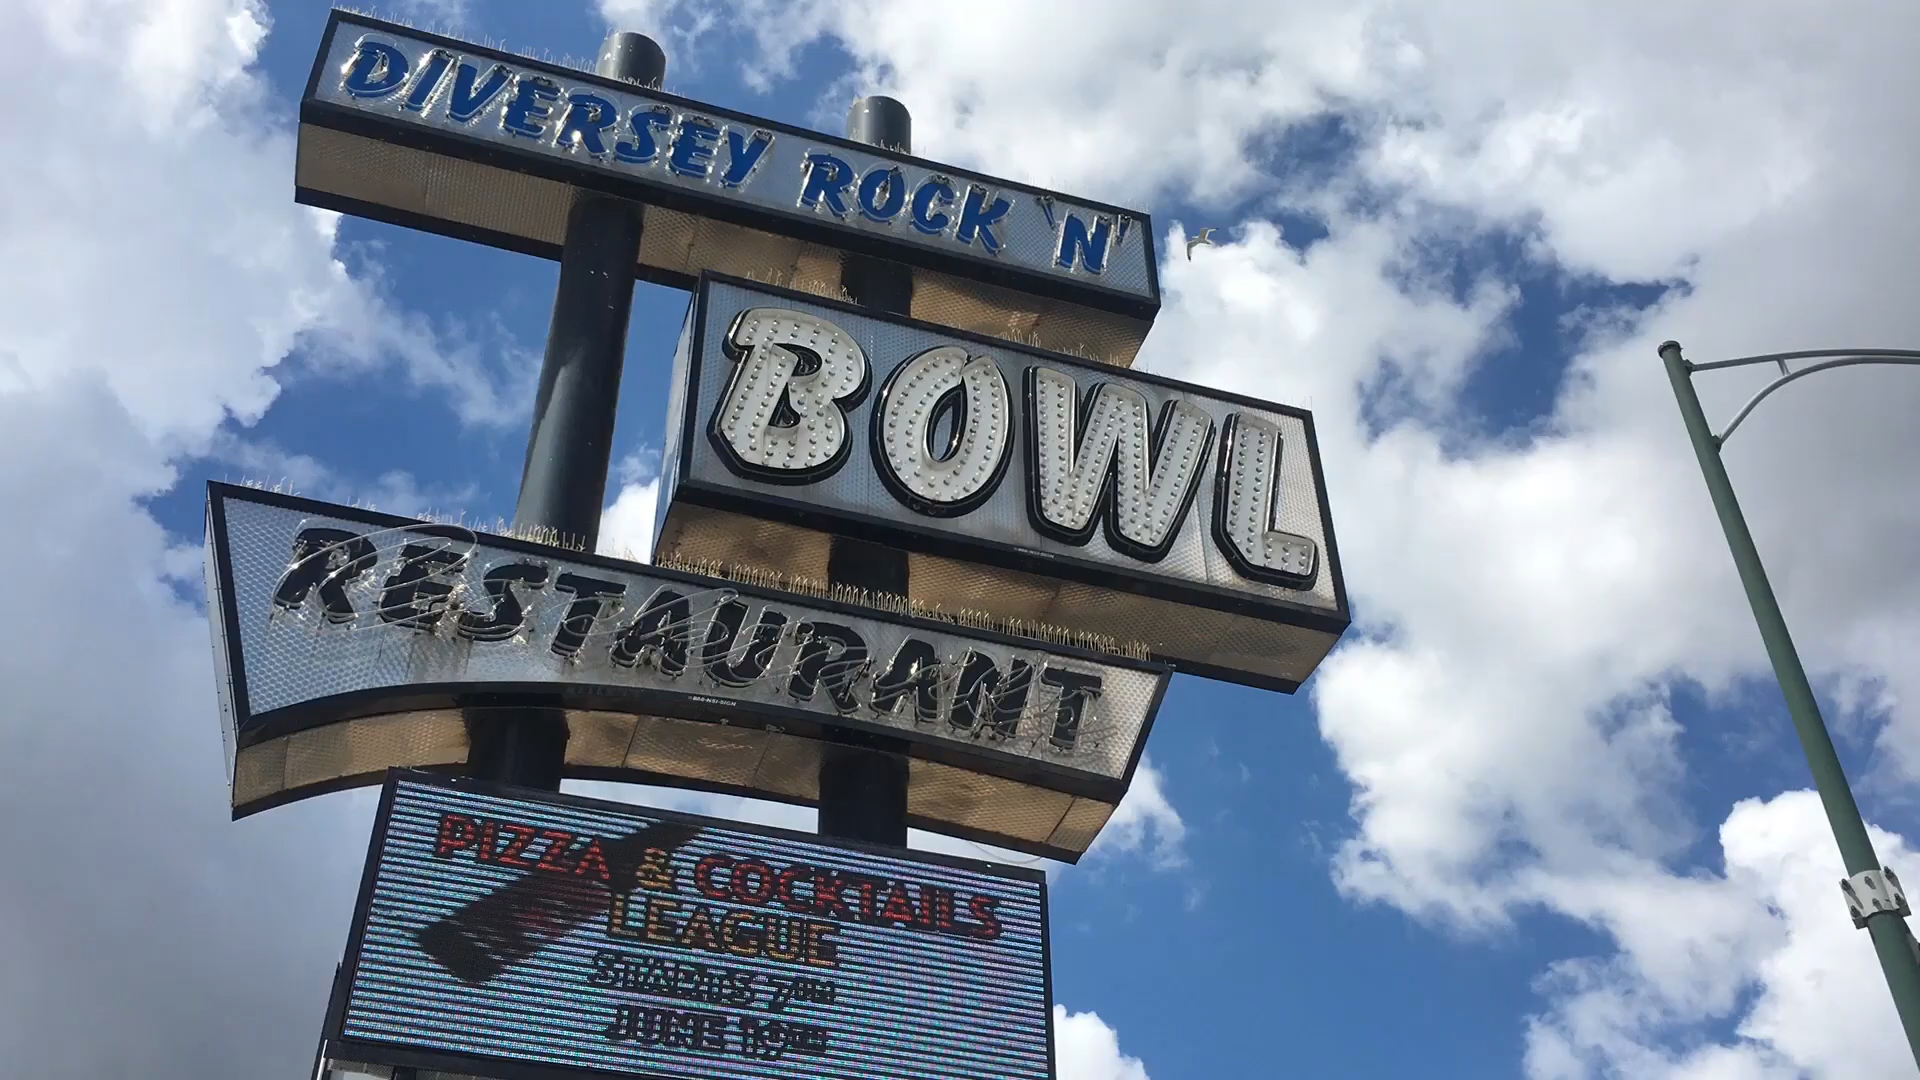 DIVERSEY ROCK 'N'
BOWL
RESTAURANT
PIZZA & COCKTAILS
LEAGUE
STARTS 7PM
JUNE 19TH